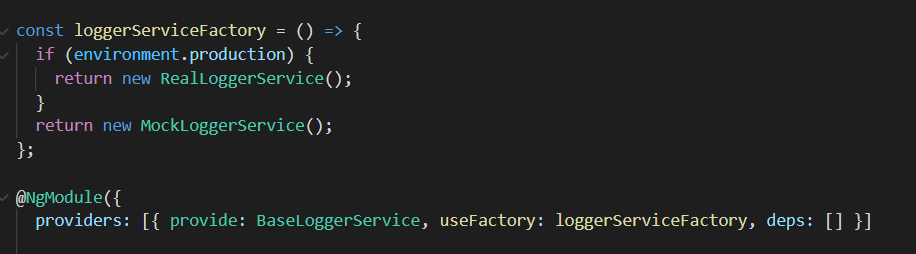 const loggerServiceFactory = () => {
  if (environment.production) {
    return new RealLoggerService();
  }
  return new MockLoggerService();
};

@NgModule({
  providers: [{ provide: BaseLoggerService, useFactory: loggerServiceFactory, deps: [] }]